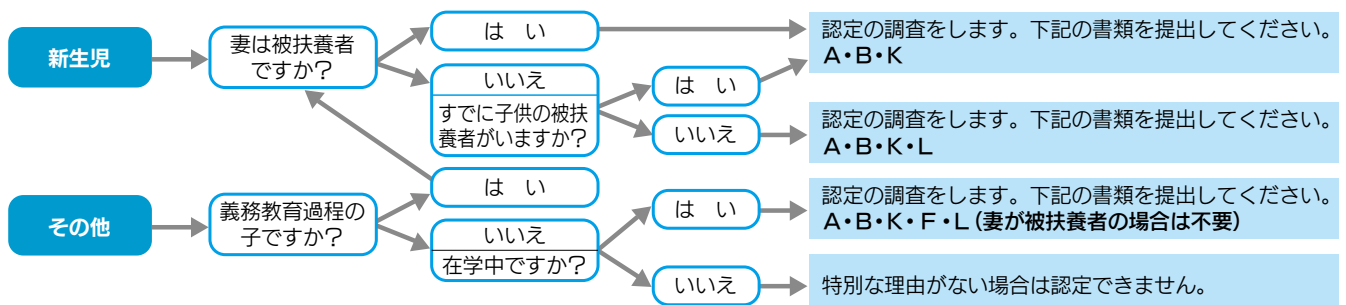 新生児
妻は被扶養者
ですか?
は い
いいえ
すでに子供の被扶
養者がいますか?
は い
いいえ
認定の調査をします。下記の書類を提出してください。
A・B・K
認定の調査をします。下記の書類を提出してください。
A・B・K・L
その他
義務教育過程の
子ですか?
は い
いいえ
在学中ですか?
は い
いいえ
認定の調査をします。下記の書類を提出してください。
A・B・K・F・L(妻が被扶養者の場合は不要)
特別な理由がない場合は認定できません。